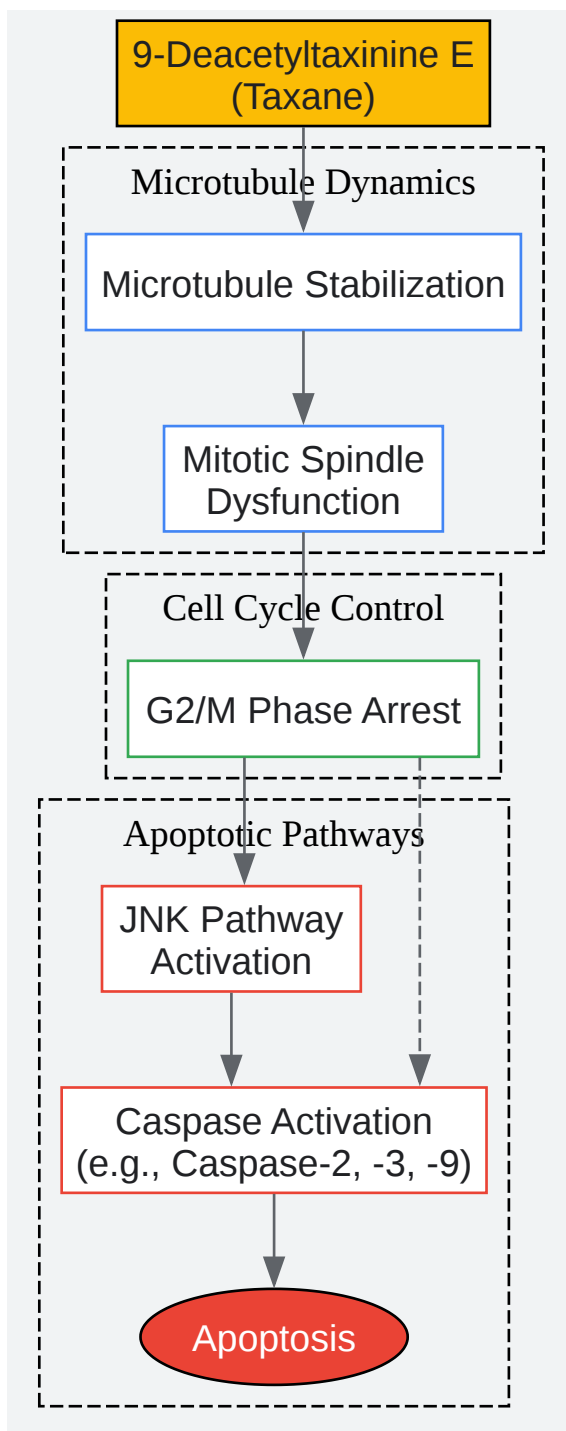 9-Deacetyltaxinine E
(Taxane)
Microtubule Dynamics
Microtubule Stabilization
Mitotic Spindle
Dysfunction
Cell Cycle Control
G2/M Phase Arrest
Apoptotic Pathways
JNK Pathway
Activation
Caspase Activation
(e.g., Caspase-2, -3, -9)
Apoptosis